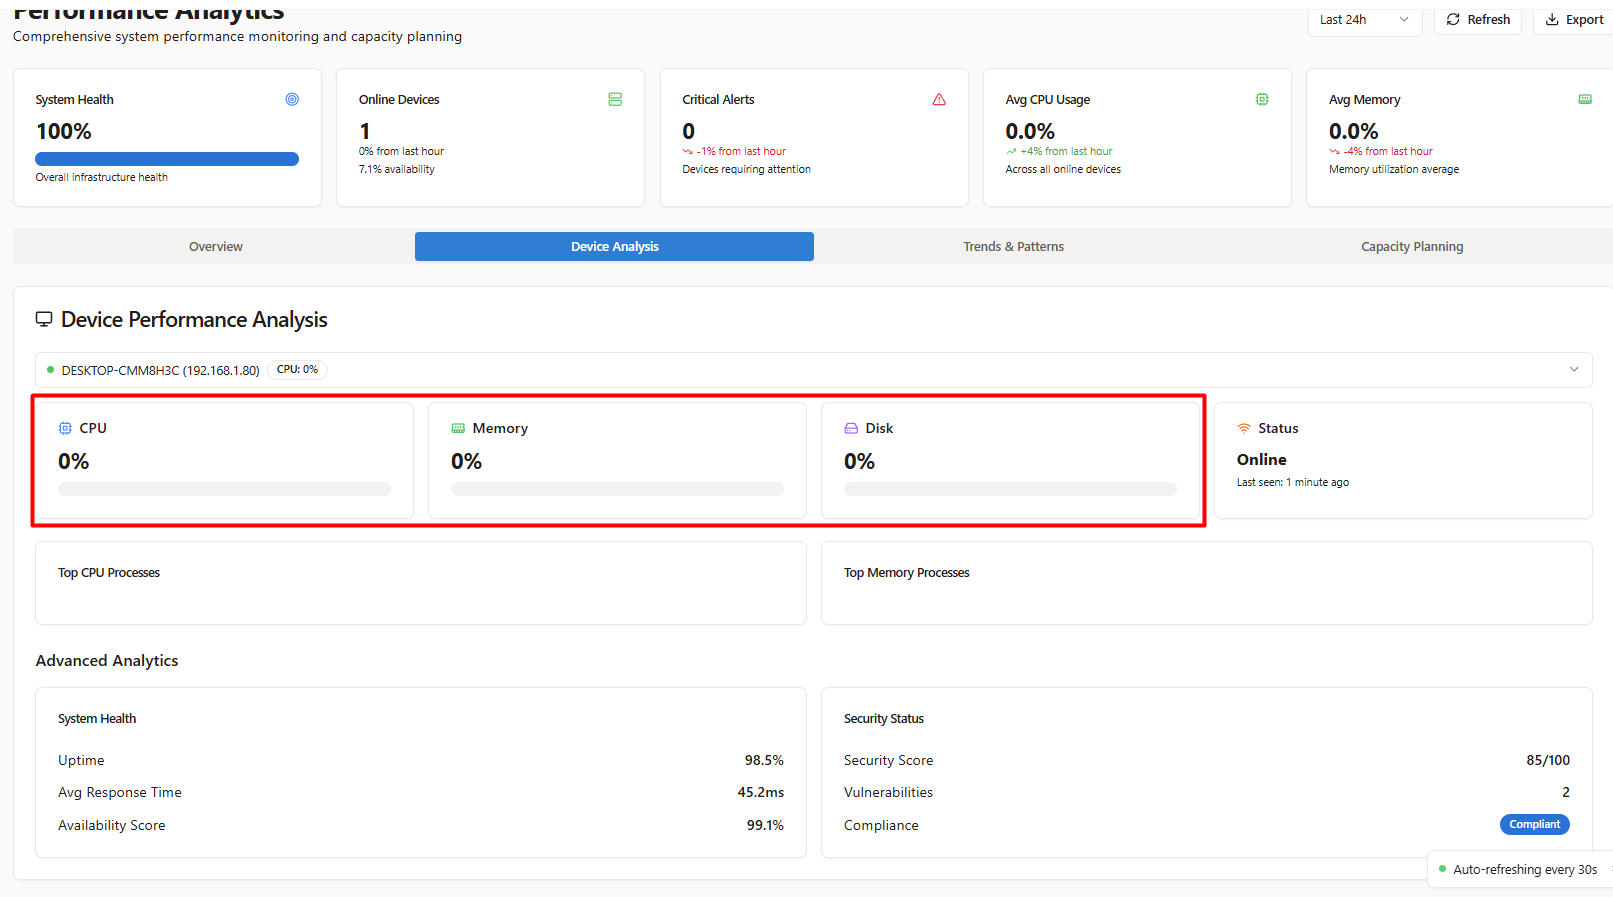 Performance Analytics
Comprehensive system performance monitoring and capacity planning
Last 24h
Refresh
Export
System Health
100%
Overall infrastructure health
Online Devices
1
0% from last hour
7.1% availability
Critical Alerts
0
-1% from last hour
Devices requiring attention
Avg CPU Usage
0.0%
+4% from last hour
Across all online devices
Avg Memory
0.0%
-4% from last hour
Memory utilization average
Overview
Device Analysis
Trends & Patterns
Capacity Planning
Device Performance Analysis
DESKTOP-CMM8H3C (192.168.1.80)
CPU: 0%
CPU
0%
Memory
0%
Disk
0%
Status
Online
Last seen: 1 minute ago
Top CPU Processes
Top Memory Processes
Advanced Analytics
System Health
Uptime 98.5%
Avg Response Time 45.2ms
Availability Score 99.1%
Security Status
Security Score 85/100
Vulnerabilities 2
Compliance Compliant
Auto-refreshing every 30s